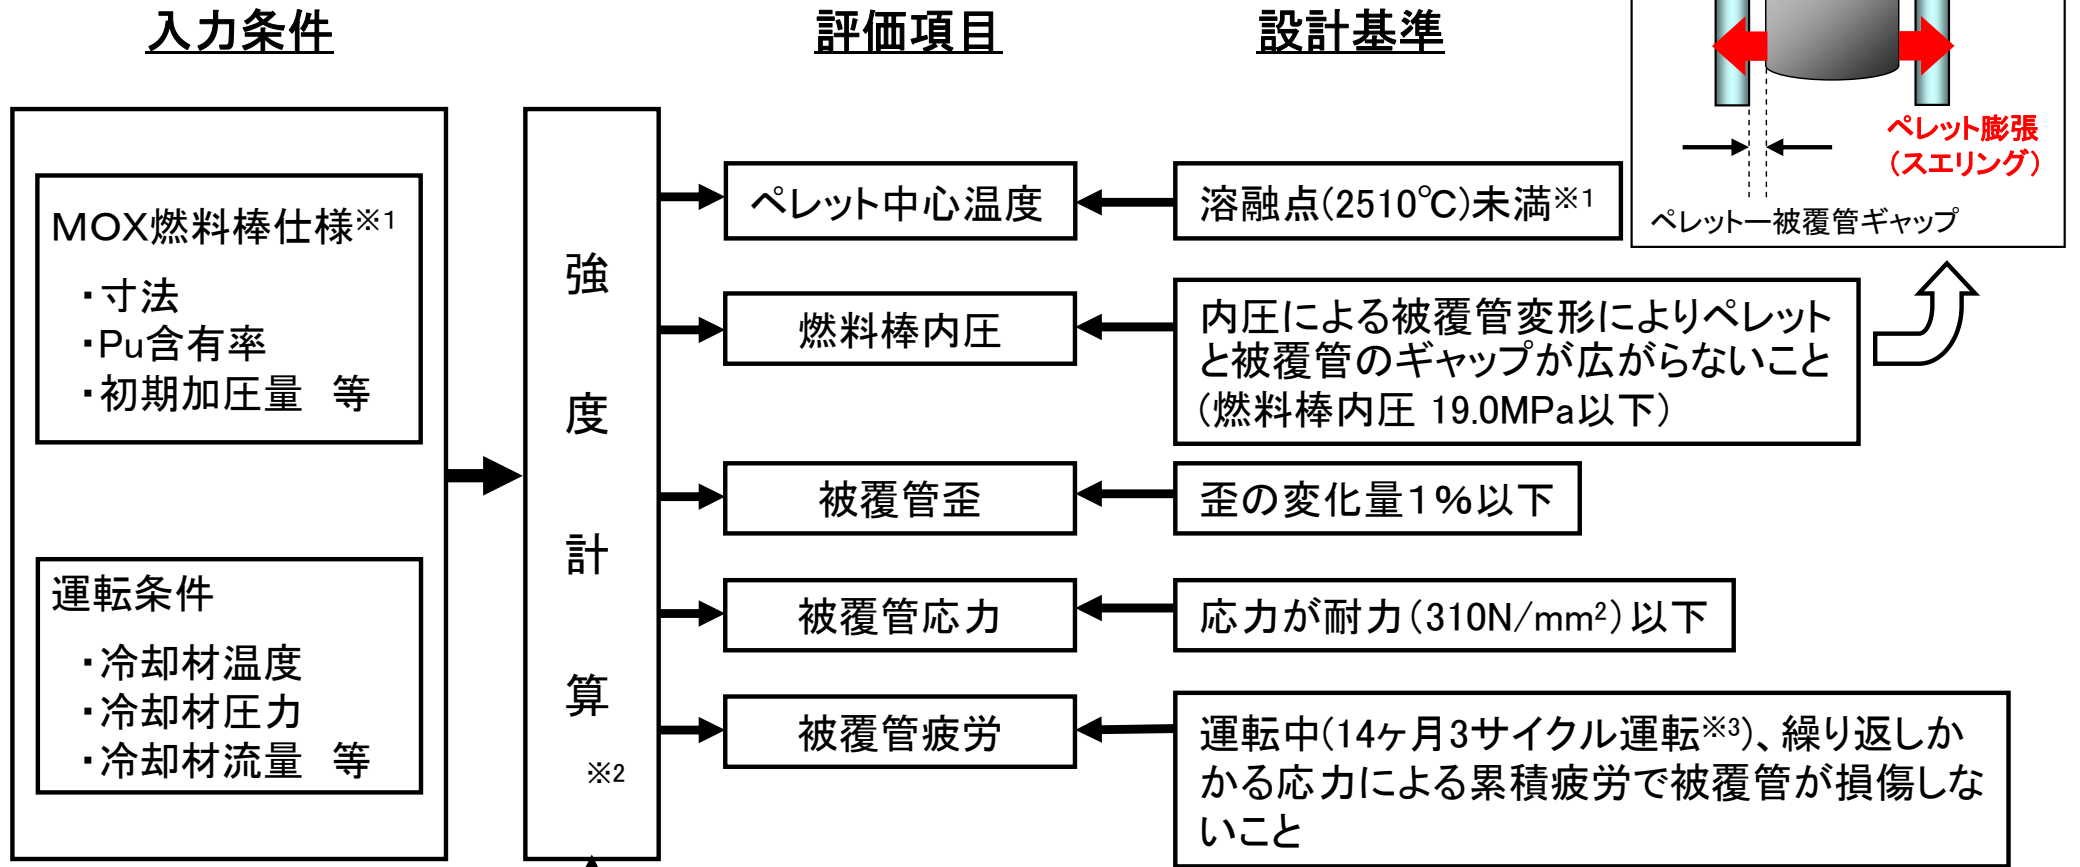 入力条件
評価項目
設計基準
MOX燃料棒仕様※1
・寸法
・Pu含有率
・初期加圧量　等
運転条件
・冷却材温度
・冷却材圧力
・冷却材流量　等
強
度
計
算
※2
ペレット中心温度
溶融点(2510℃)未満※1
燃料棒内圧
内圧による被覆管変形によりペレット
と被覆管のギャップが広がらないこと
(燃料棒内圧 19.0MPa以下)
被覆管歪
歪の変化量1%以下
被覆管応力
応力が耐力(310N/mm²)以下
被覆管疲労
運転中(14ヶ月3サイクル運転※3)、繰り返しか
かる応力による累積疲労で被覆管が損傷しな
いこと
ペレット膨張
(スエリング)
ペレットー被覆管ギャップ